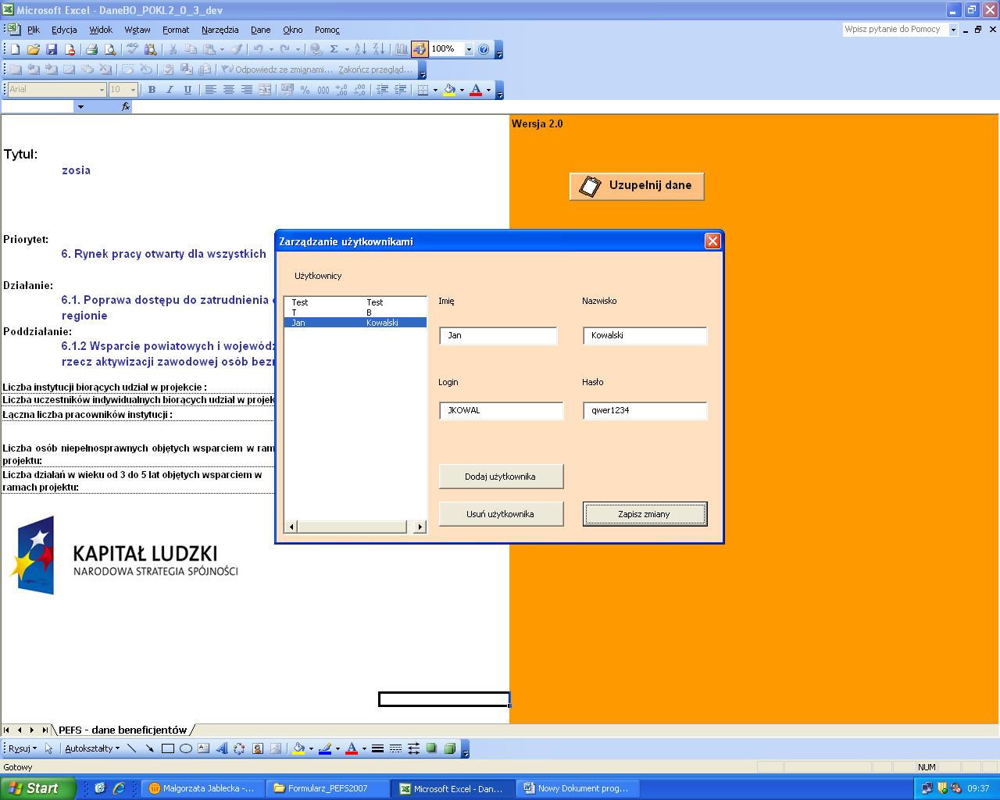 Microsoft Excel - DaneBO_POKL2_0_3_dev
Plik Edycja Widok Wstaw Format Narzędzia Dane Okno Pomoc
Wpisz pytanie do Pomocy
100%
Odpowiedz ze zmianami... Zakończ przegląd...
Arial 10 B I U % 000
fx
Wersja 2.0
Tytuł:
zosia
Uzupełnij dane
Priorytet:
6. Rynek pracy otwarty dla wszystkich
Działanie:
6.1. Poprawa dostępu do zatrudnienia
regionie
Poddziałanie:
6.1.2 Wsparcie powiatowych i wojewódz
rzecz aktywizacji zawodowej osób bezr
Liczba instytucji biorących udział w projekcie :
Liczba uczestników indywidualnych biorących udział w projek
Łączna liczba pracowników instytucji :
Liczba osób niepełnosprawnych objętych wsparciem w ram
projektu:
Liczba działań w wieku od 3 do 5 lat objętych wsparciem w
ramach projektu:
KAPITAŁ LUDZKI
NARODOWA STRATEGIA SPÓJNOŚCI
Zarządzanie użytkownikami
Użytkownicy
Test Test
T B
Jan Kowalski
Imię Nazwisko
Jan Kowalski
Login Hasło
JKOWAL qwer1234
Dodaj użytkownika
Usuń użytkownika Zapisz zmiany
PEFS - dane beneficjentów
Rysuj Autokształty
Gotowy
NUM
Start Malgorzata Jablecka -... Formularz_PEFS2007 Microsoft Excel - Dan... Nowy Dokument prog... 09:37